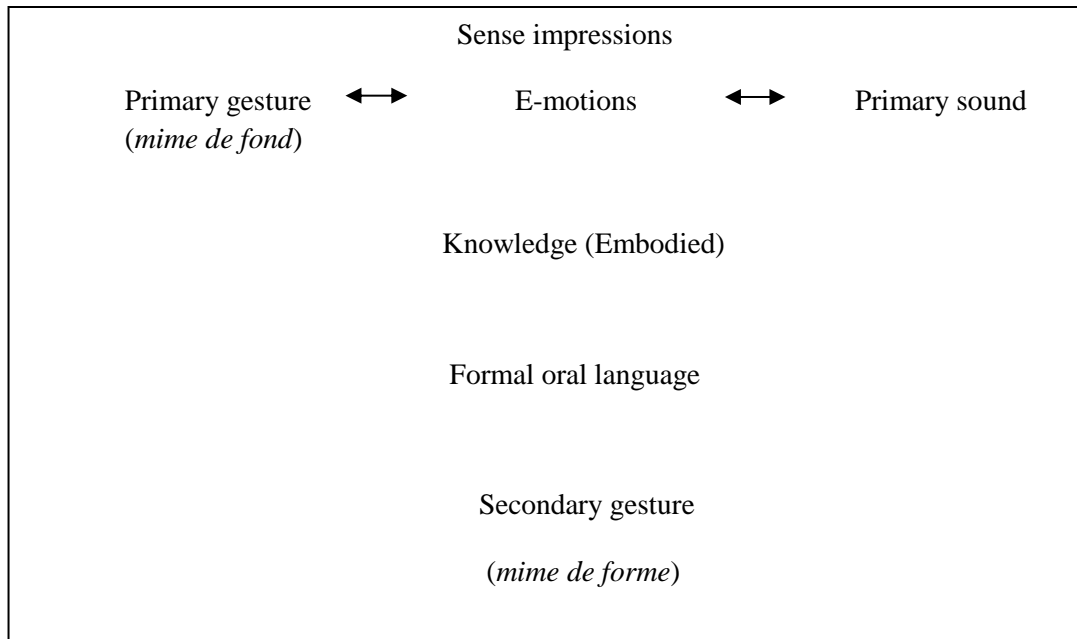 Sense impressions
Primary gesture E-motions Primary sound
(mime de fond)
Knowledge (Embodied)
Formal oral language
Secondary gesture
(mime de forme)